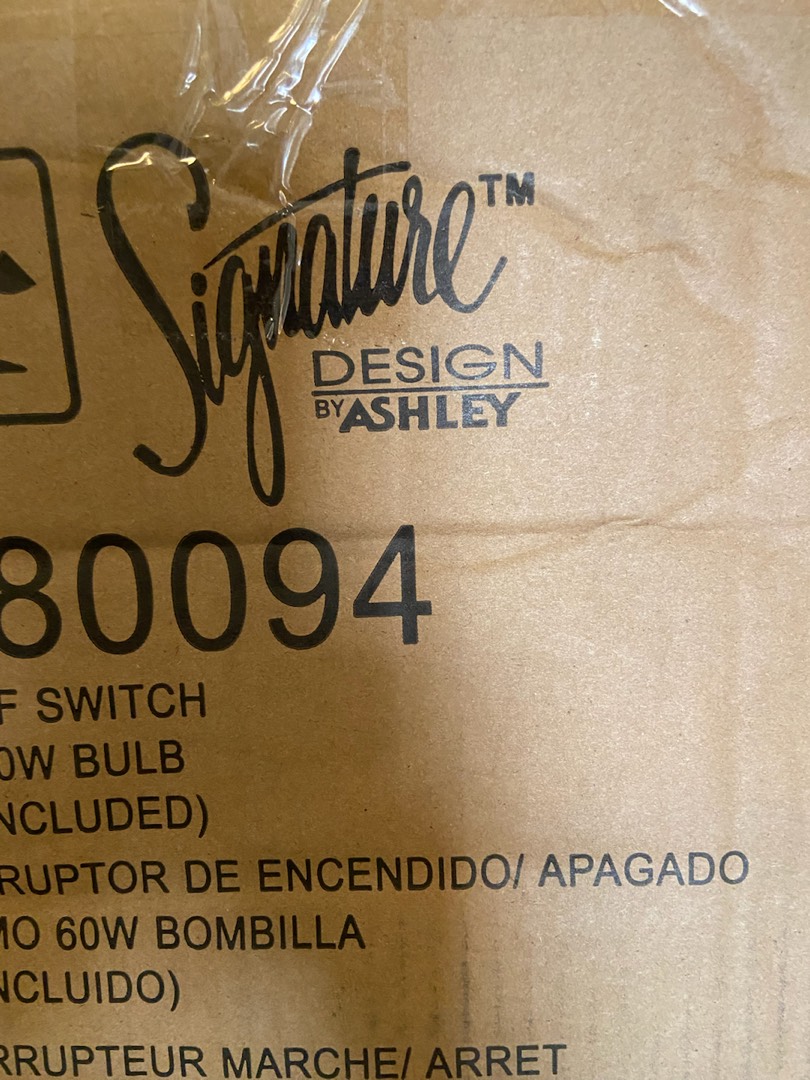 Signature™
DESIGN
BY ASHLEY
80094
F SWITCH
0W BULB
NCLUDED)
RUPTOR DE ENCENDIDO/ APAGADO
MO 60W BOMBILLA
NCLUIDO)
RRUPTEUR MARCHE/ ARRET